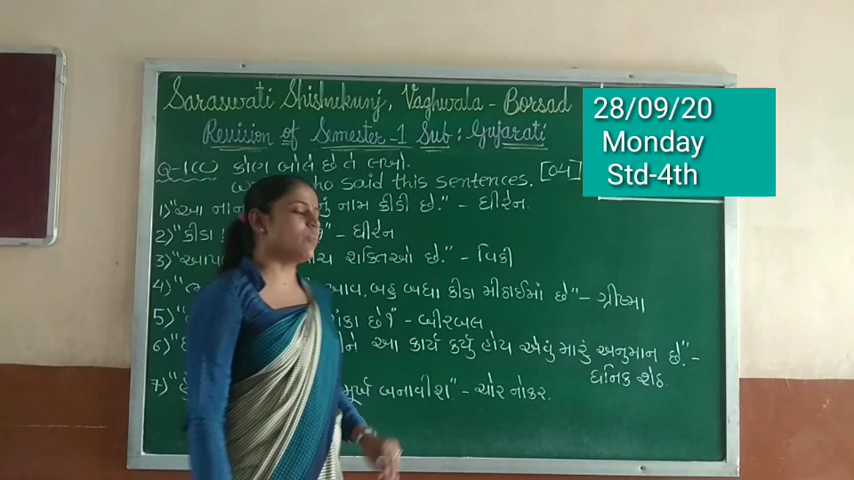 Saraswati Shishukunj, Vaghwala - Borsad
Revision of Semester-1 Sub: Gujarati
28/09/20
Monday
Std-4th
કોણ બોલે છે તે લખો.
who said this sentences. [04]
1) "આ નામ કીડી છે." - ધીરેન.
2) "કીડા - ધીરેન
3) શક્તિઓ છે." - વિકી
4) આવ. બહુ બધા કીડા મીઠાઈમાં છે" - ગ્રીષ્મા
5) છે?" - બીરબલ
6) આ કાર્ય કર્યું હોય એવું મારું અનુમાન છે." -
ધનિક શેઠ.
7) મૂર્ખ બનાવીશ" - ચોર નોકર.